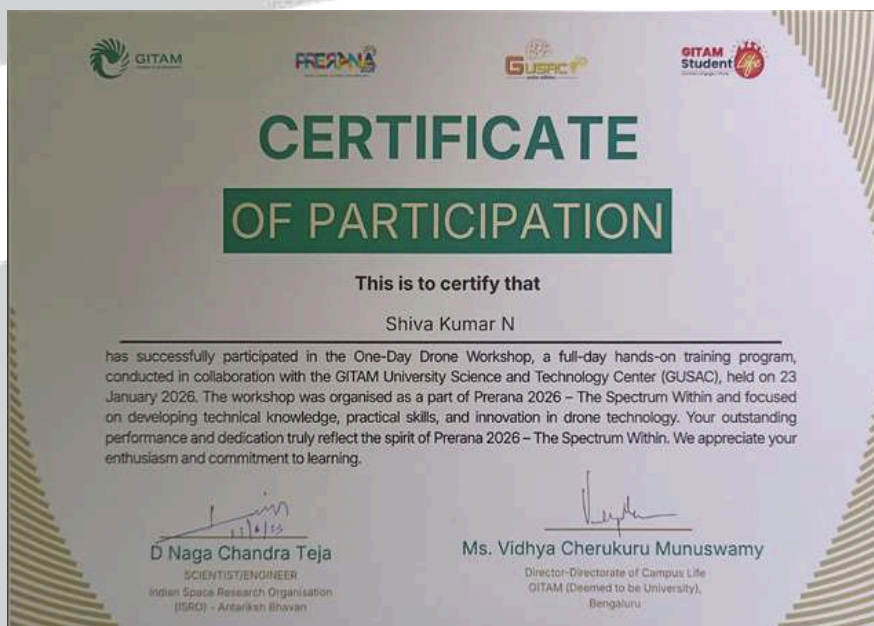 GITAM
PRERANA
GUSAC
GITAM
Student Life
CERTIFICATE
OF PARTICIPATION
This is to certify that
Shiva Kumar N
has successfully participated in the One-Day Drone Workshop, a full-day hands-on training program,
conducted in collaboration with the GITAM University Science and Technology Center (GUSAC), held on 23
January 2026. The workshop was organised as a part of Prerana 2026 – The Spectrum Within and focused
on developing technical knowledge, practical skills, and innovation in drone technology. Your outstanding
performance and dedication truly reflect the spirit of Prerana 2026 – The Spectrum Within. We appreciate your
enthusiasm and commitment to learning.
D Naga Chandra Teja
SCIENTIST/ENGINEER
Indian Space Research Organisation
(ISRO) - Antariksh Bhavan
Ms. Vidhya Cherukuru Munuswamy
Director-Directorate of Campus Life
GITAM (Deemed to be University),
Bengaluru